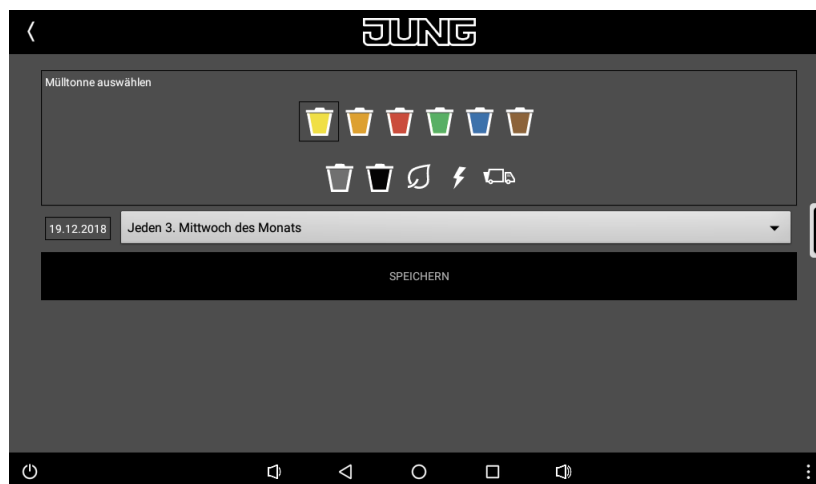 JUNG
Mülltonne auswählen
19.12.2018 Jeden 3. Mittwoch des Monats
SPEICHERN